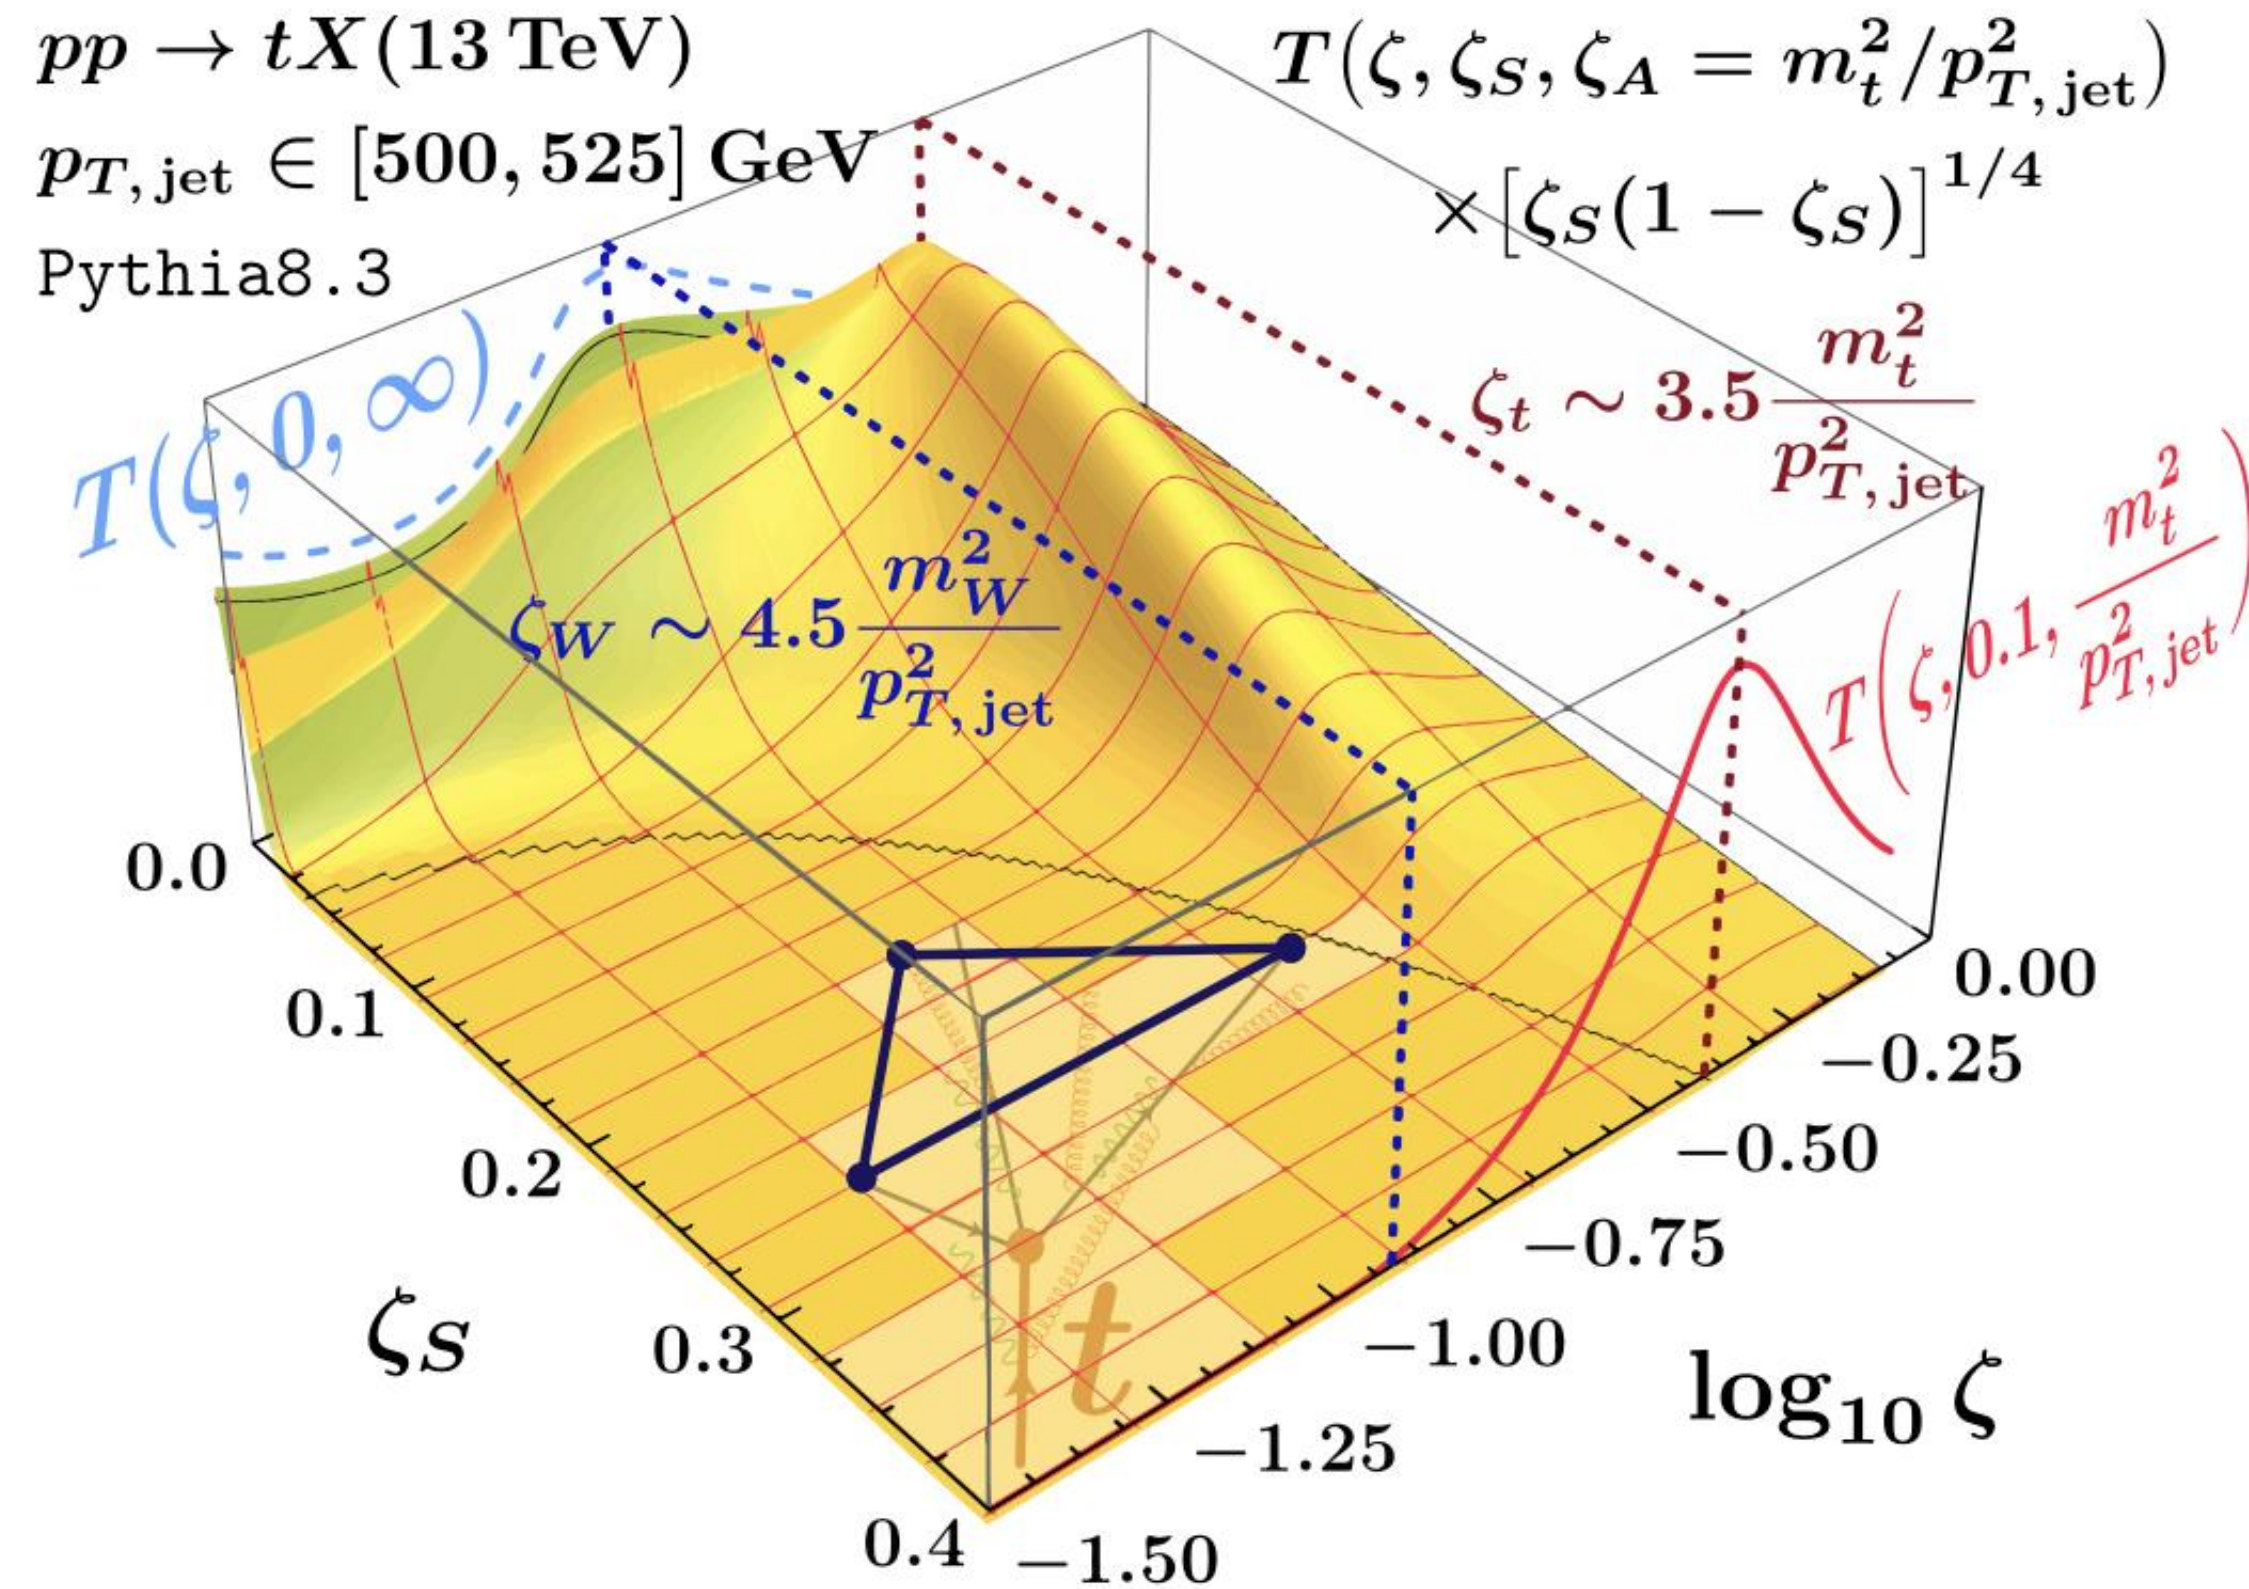 pp → tX(13 TeV)
p_{T, jet} ∈ [500, 525] GeV
Pythia8.3
T(ζ, ζ_S, ζ_A = m_t^2/p_{T, jet}^2)
×[ζ_S(1 − ζ_S)]^{1/4}
T(ζ, 0, ∞)
ζ_t ∼ 3.5 m_t^2/p_{T, jet}^2
ζ_W ∼ 4.5 m_W^2/p_{T, jet}^2
T(ζ, 0.1, m_t^2/p_{T, jet}^2)
t
0.0
0.1
0.2
0.3
0.4
ζ_S
0.00
−0.25
−0.50
−0.75
−1.00
−1.25
−1.50
log_{10} ζ